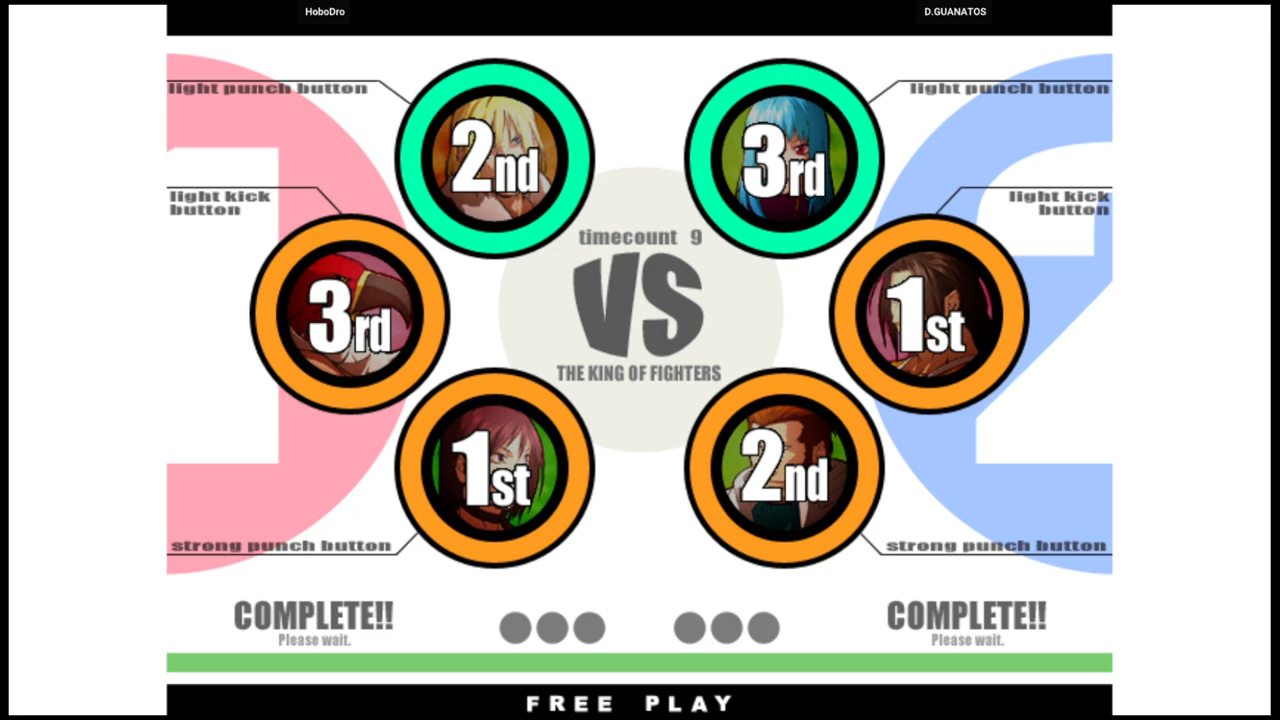 HoboDro
D.GUANATOS
light punch button
light punch button
2nd
3rd
light kick
button
light kick
button
timecount 9
VS
THE KING OF FIGHTERS
3rd
1st
1st
2nd
strong punch button
strong punch button
COMPLETE!!
Please wait.
COMPLETE!!
Please wait.
FREE PLAY